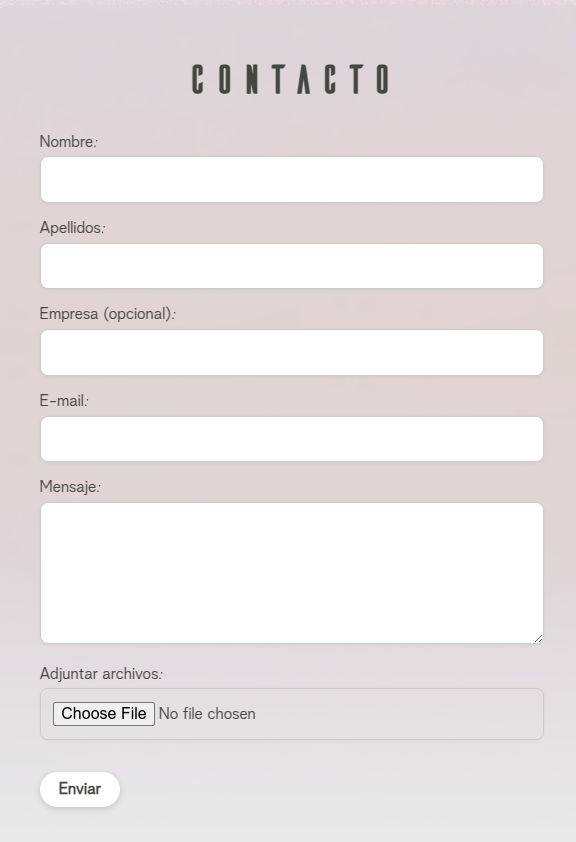 CONTACTO
Nombre:
Apellidos:
Empresa (opcional):
E-mail:
Mensaje:
Adjuntar archivos:
Choose File No file chosen
Enviar